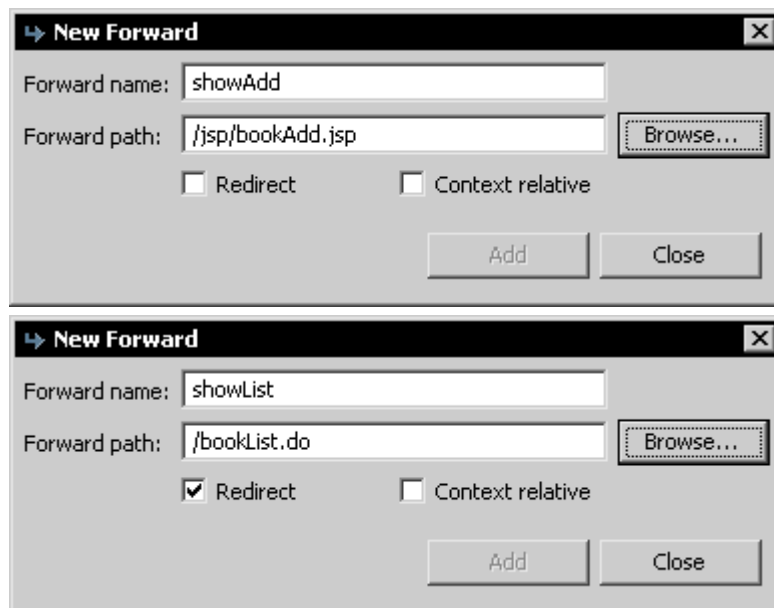 New Forward
Forward name: showAdd
Forward path: /jsp/bookAdd.jsp Browse...
Redirect Context relative
Add Close
New Forward
Forward name: showList
Forward path: /bookList.do Browse...
Redirect Context relative
Add Close